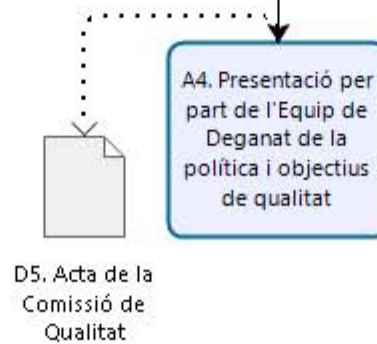 A4. Presentació per
part de l'Equip de
Deganat de la
política i objectius
de qualitat
D5. Acta de la
Comissió de
Qualitat